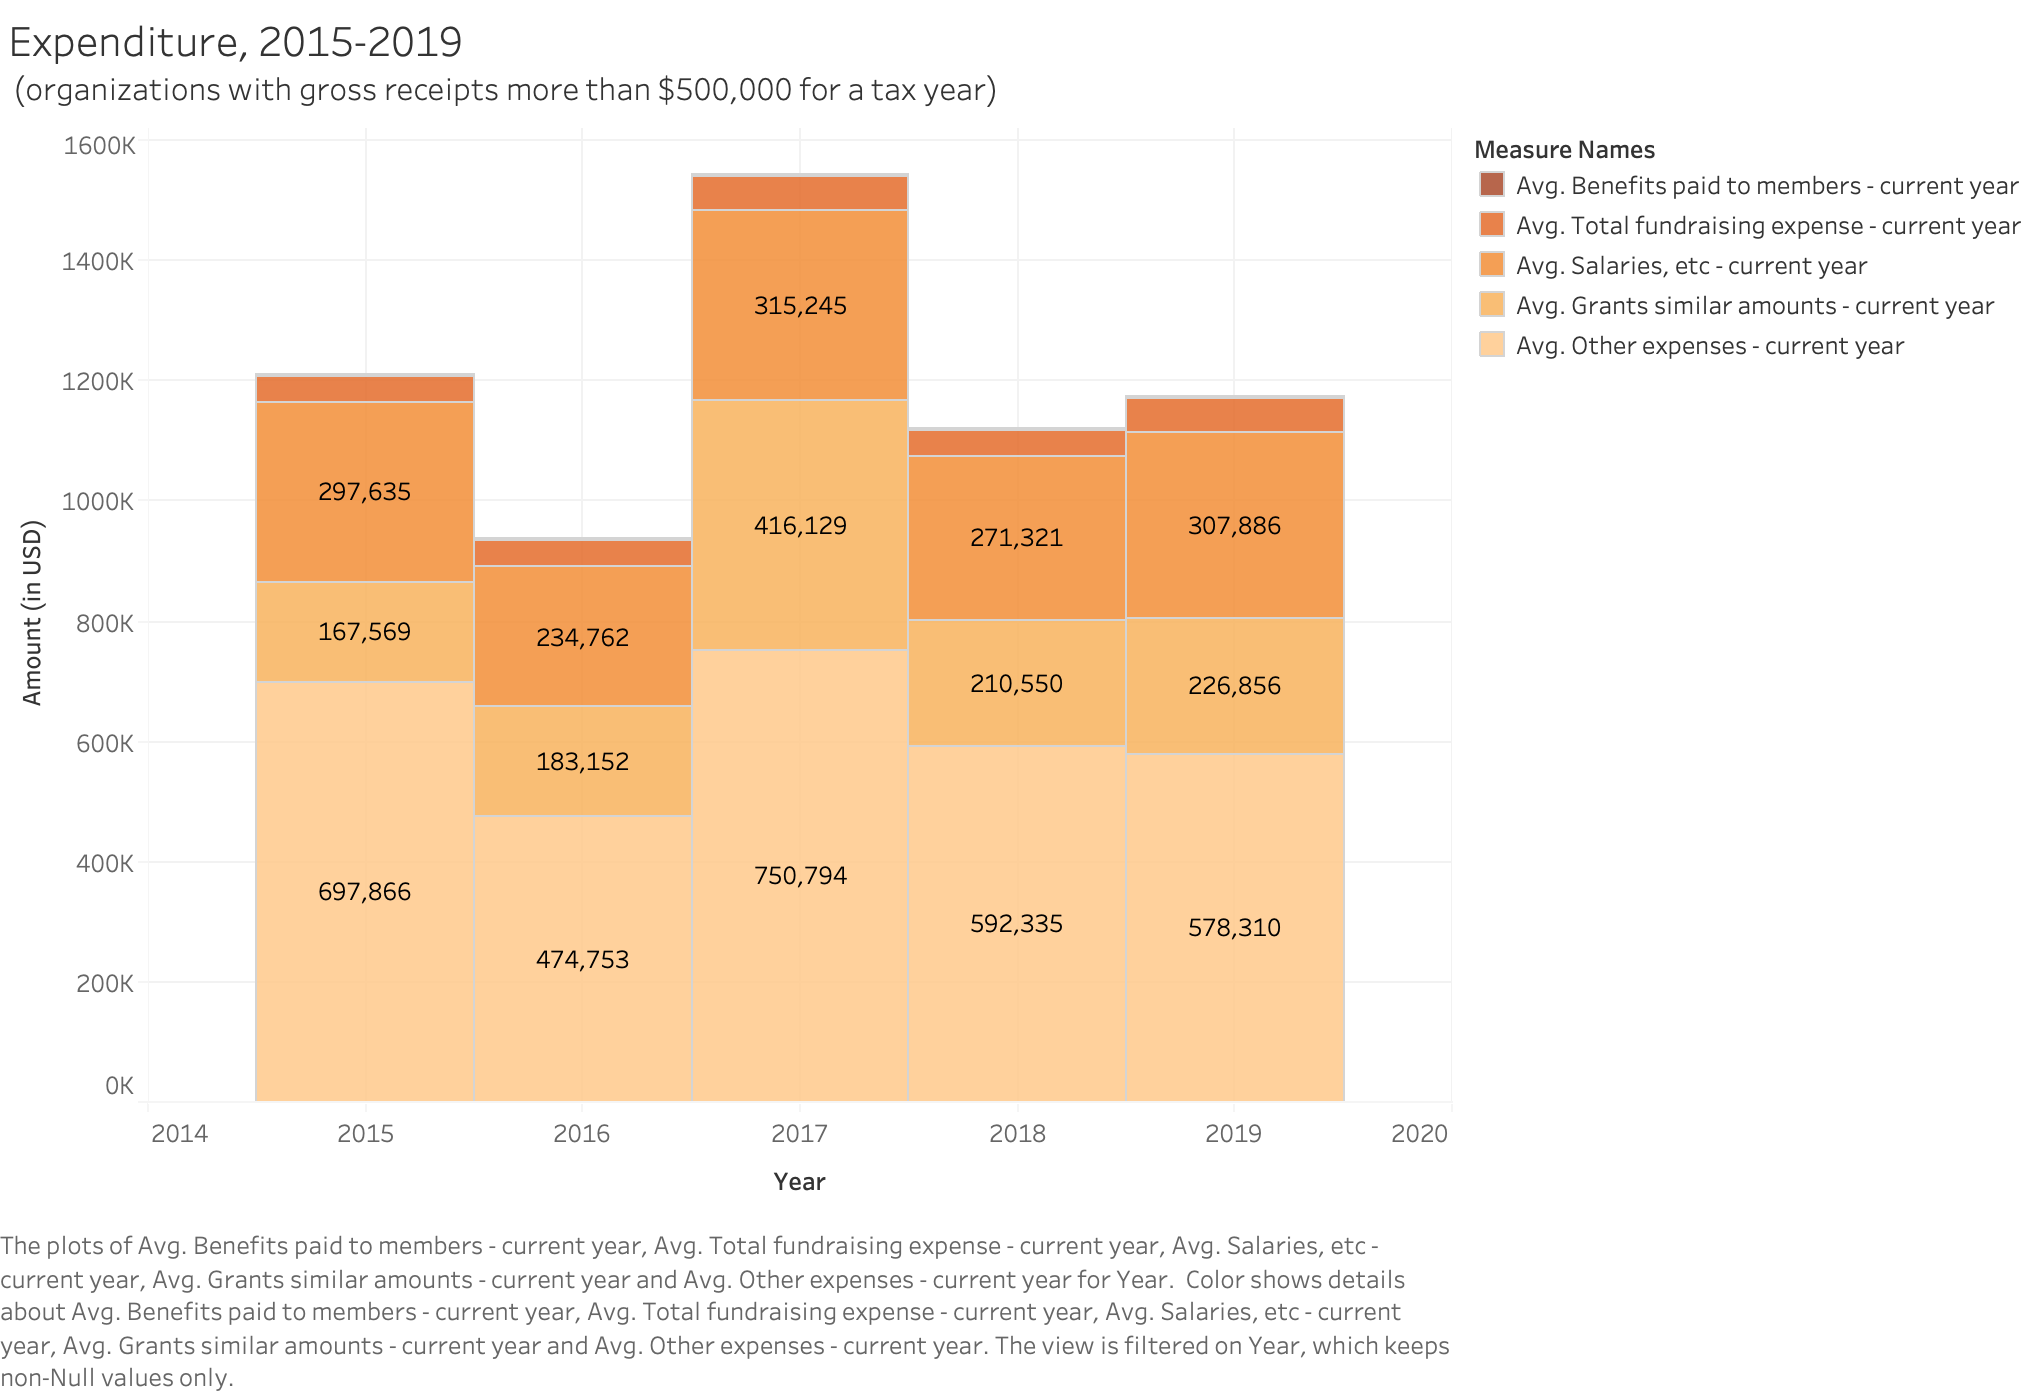 Expenditure, 2015-2019
(organizations with gross receipts more than $500,000 for a tax year)
1600K
1400K
1200K
1000K
800K
600K
400K
200K
0K
Amount (in USD)
297,635
167,569
697,866
234,762
183,152
474,753
315,245
416,129
750,794
271,321
210,550
592,335
307,886
226,856
578,310
2014
2015
2016
2017
2018
2019
2020
Year
Measure Names
Avg. Benefits paid to members - current year
Avg. Total fundraising expense - current year
Avg. Salaries, etc - current year
Avg. Grants similar amounts - current year
Avg. Other expenses - current year
The plots of Avg. Benefits paid to members - current year, Avg. Total fundraising expense - current year, Avg. Salaries, etc -
current year, Avg. Grants similar amounts - current year and Avg. Other expenses - current year for Year.  Color shows details
about Avg. Benefits paid to members - current year, Avg. Total fundraising expense - current year, Avg. Salaries, etc - current
year, Avg. Grants similar amounts - current year and Avg. Other expenses - current year. The view is filtered on Year, which keeps
non-Null values only.